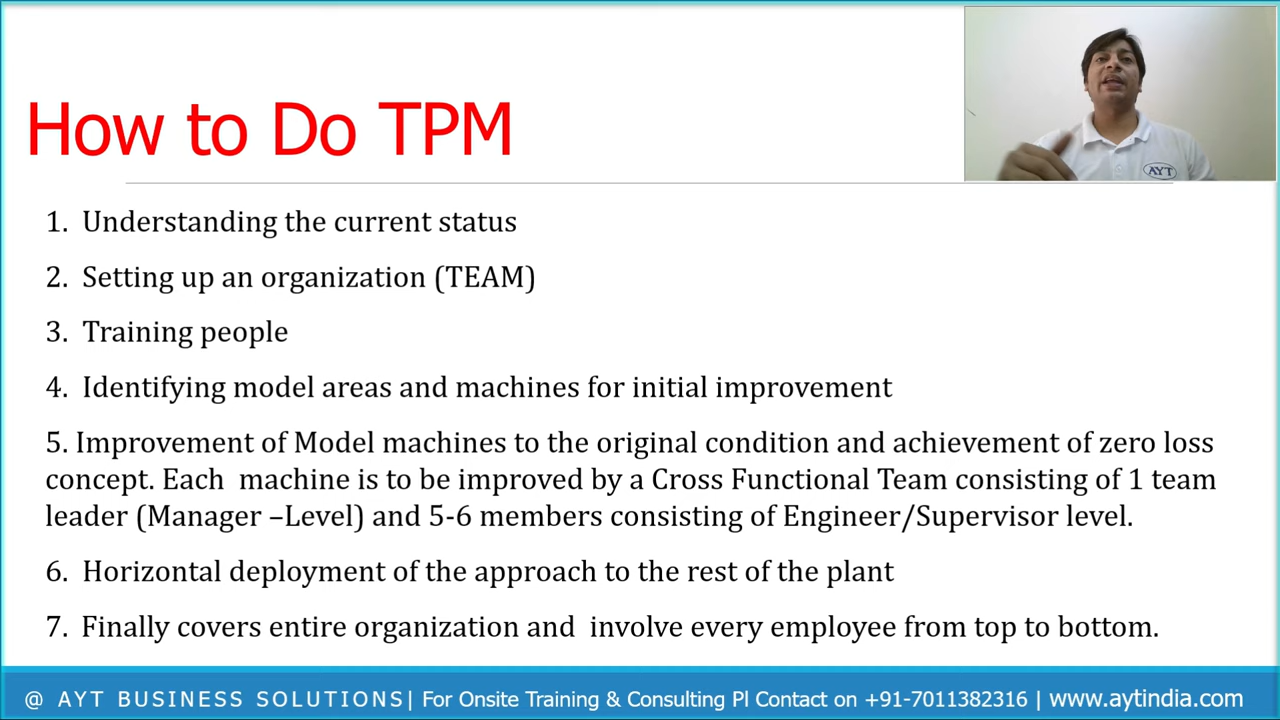 How to Do TPM
AYT
1. Understanding the current status
2. Setting up an organization (TEAM)
3. Training people
4. Identifying model areas and machines for initial improvement
5. Improvement of Model machines to the original condition and achievement of zero loss
concept. Each machine is to be improved by a Cross Functional Team consisting of 1 team
leader (Manager –Level) and 5-6 members consisting of Engineer/Supervisor level.
6. Horizontal deployment of the approach to the rest of the plant
7. Finally covers entire organization and involve every employee from top to bottom.
@ AYT BUSINESS SOLUTIONS| For Onsite Training & Consulting Pl Contact on +91-7011382316 | www.aytindia.com